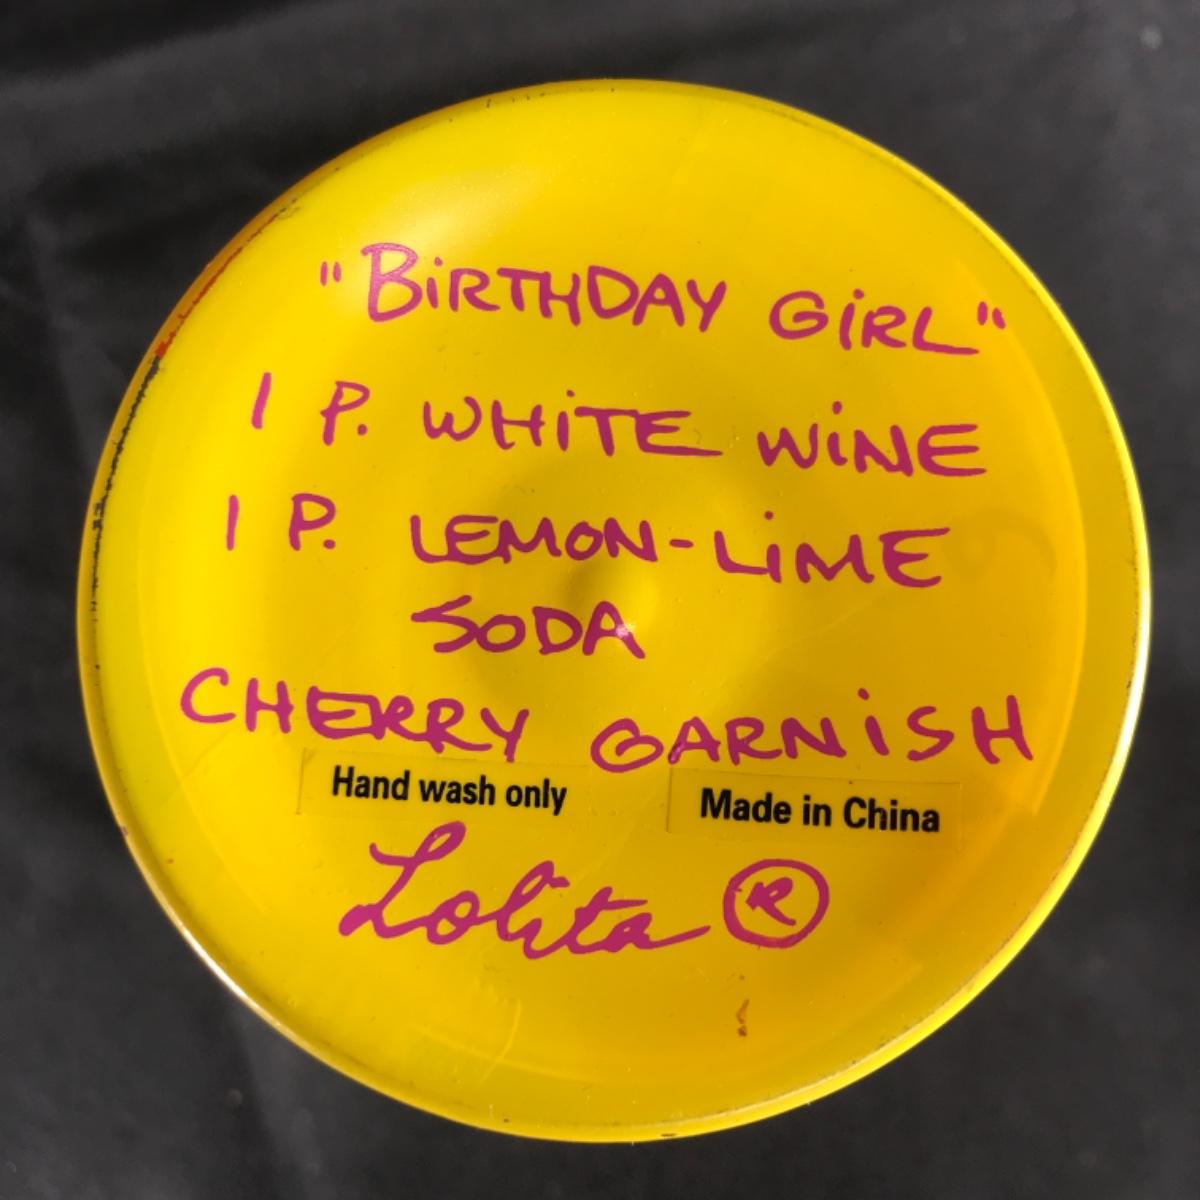 "BiRTHDAY GiRL"
1 P. WHiTE WiNE
1 P. LEMON-LiME
SODA
CHERRY GARNiSH
Hand wash only Made in China
Lolita ®